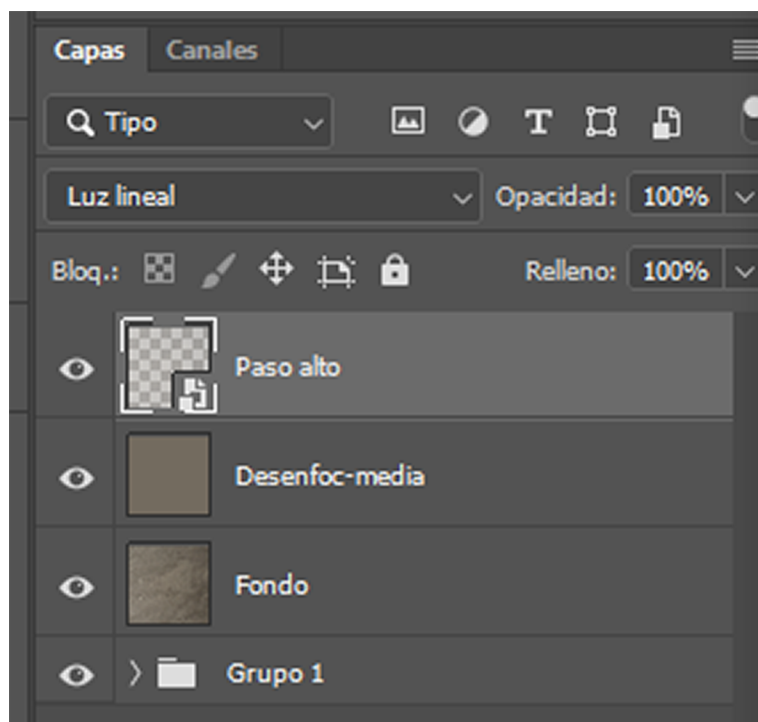 Capas Canales
Tipo
Luz lineal Opacidad: 100%
Bloq.: Relleno: 100%
Paso alto
Desenfoc-media
Fondo
Grupo 1